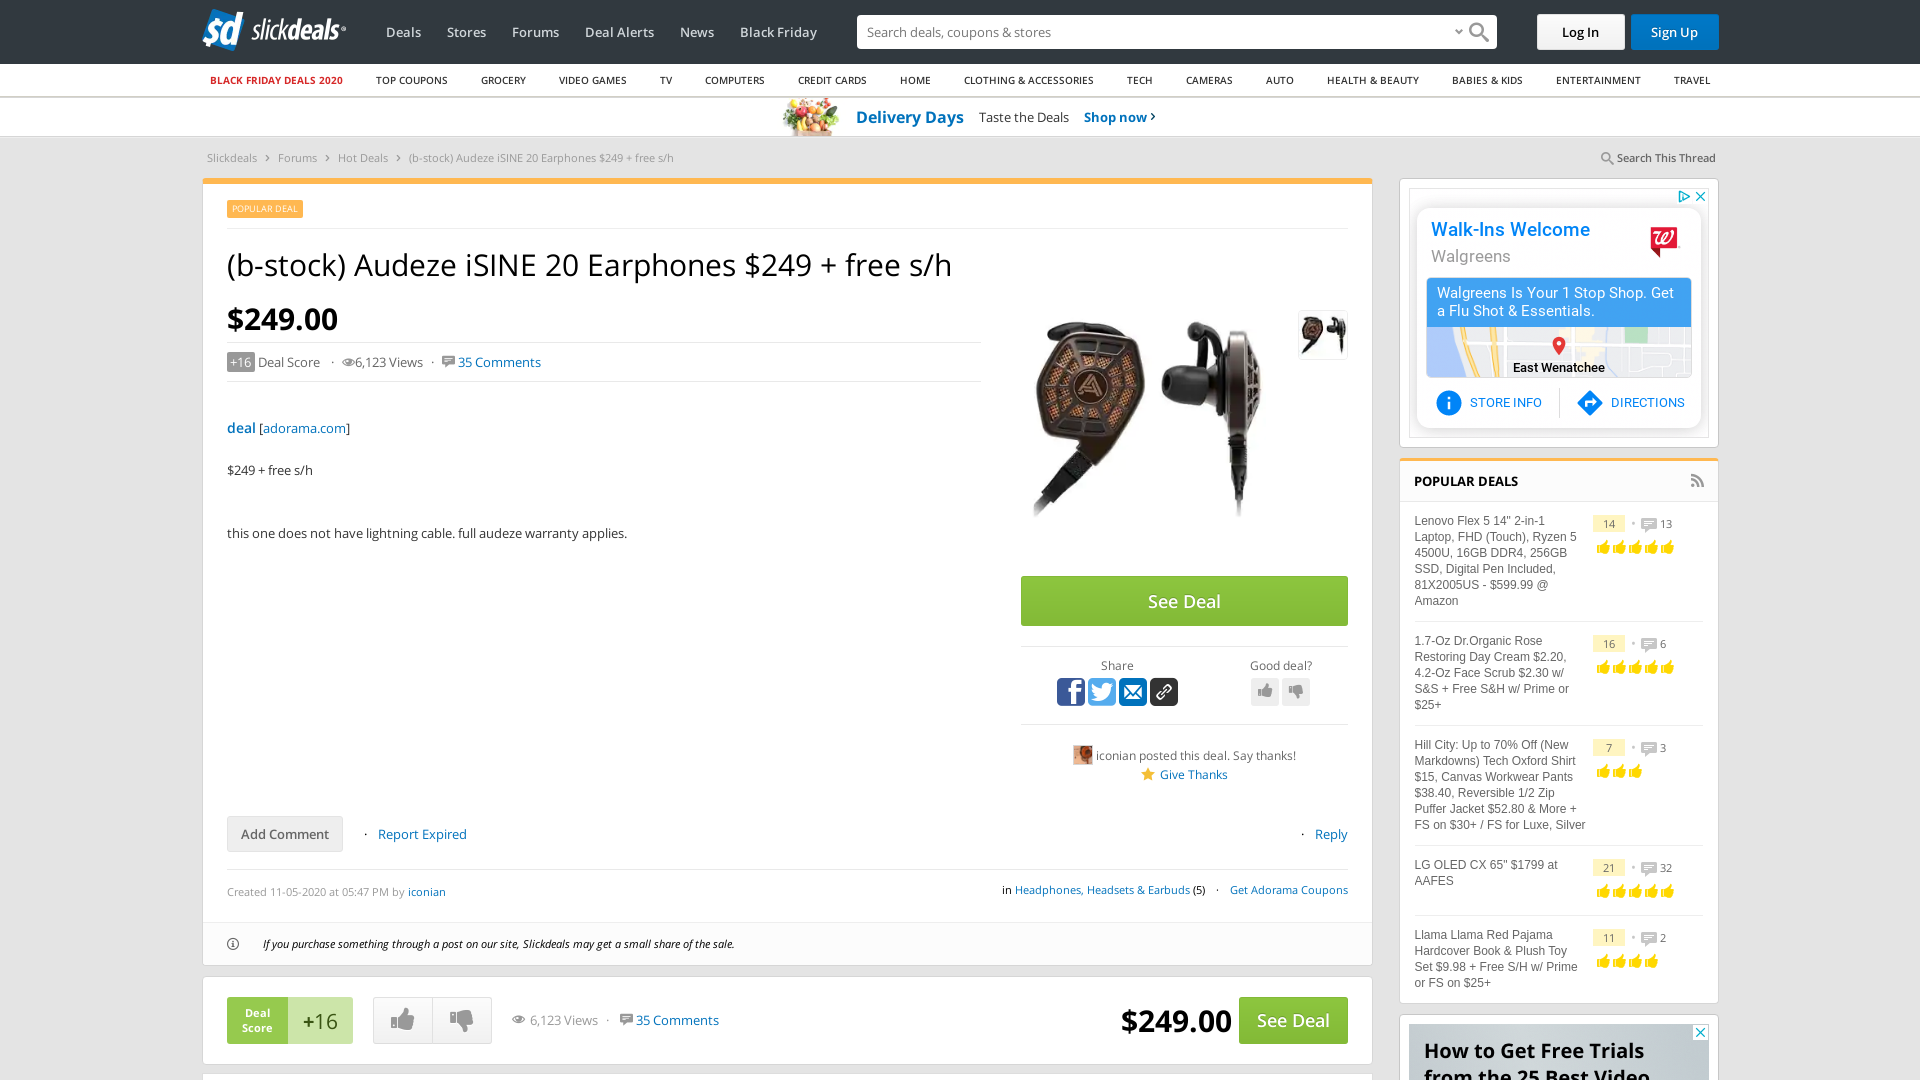 sd slickdeals
Deals
Stores
Forums
Deal Alerts
News
Black Friday
Search deals, coupons & stores
Log In
Sign Up
BLACK FRIDAY DEALS 2020
TOP COUPONS
GROCERY
VIDEO GAMES
TV
COMPUTERS
CREDIT CARDS
HOME
CLOTHING & ACCESSORIES
TECH
CAMERAS
AUTO
HEALTH & BEAUTY
BABIES & KIDS
ENTERTAINMENT
TRAVEL
Delivery Days Taste the Deals Shop now
Slickdeals > Forums > Hot Deals > (b-stock) Audeze iSINE 20 Earphones $249 + free s/h
Search This Thread
POPULAR DEAL
(b-stock) Audeze iSINE 20 Earphones $249 + free s/h
$249.00
+16 Deal Score · 6,123 Views · 35 Comments
deal [adorama.com]
$249 + free s/h
this one does not have lightning cable. full audeze warranty applies.
See Deal
Share
Good deal?
iconian posted this deal. Say thanks!
Give Thanks
Add Comment
· Report Expired
· Reply
Created 11-05-2020 at 05:47 PM by iconian
in Headphones, Headsets & Earbuds (5) · Get Adorama Coupons
If you purchase something through a post on our site, Slickdeals may get a small share of the sale.
Deal
Score
+16
6,123 Views · 35 Comments
$249.00
See Deal
Walk-Ins Welcome
Walgreens
W
Walgreens Is Your 1 Stop Shop. Get
a Flu Shot & Essentials.
East Wenatchee
STORE INFO
DIRECTIONS
POPULAR DEALS
Lenovo Flex 5 14" 2-in-1
Laptop, FHD (Touch), Ryzen 5
4500U, 16GB DDR4, 256GB
SSD, Digital Pen Included,
81X2005US - $599.99 @
Amazon
14 • 13
1.7-Oz Dr.Organic Rose
Restoring Day Cream $2.20,
4.2-Oz Face Scrub $2.30 w/
S&S + Free S&H w/ Prime or
$25+
16 • 6
Hill City: Up to 70% Off (New
Markdowns) Tech Oxford Shirt
$15, Canvas Workwear Pants
$38.40, Reversible 1/2 Zip
Puffer Jacket $52.80 & More +
FS on $30+ / FS for Luxe, Silver
7 • 3
LG OLED CX 65" $1799 at
AAFES
21 • 32
Llama Llama Red Pajama
Hardcover Book & Plush Toy
Set $9.98 + Free S/H w/ Prime
or FS on $25+
11 • 2
How to Get Free Trials
from the 25 Best Video